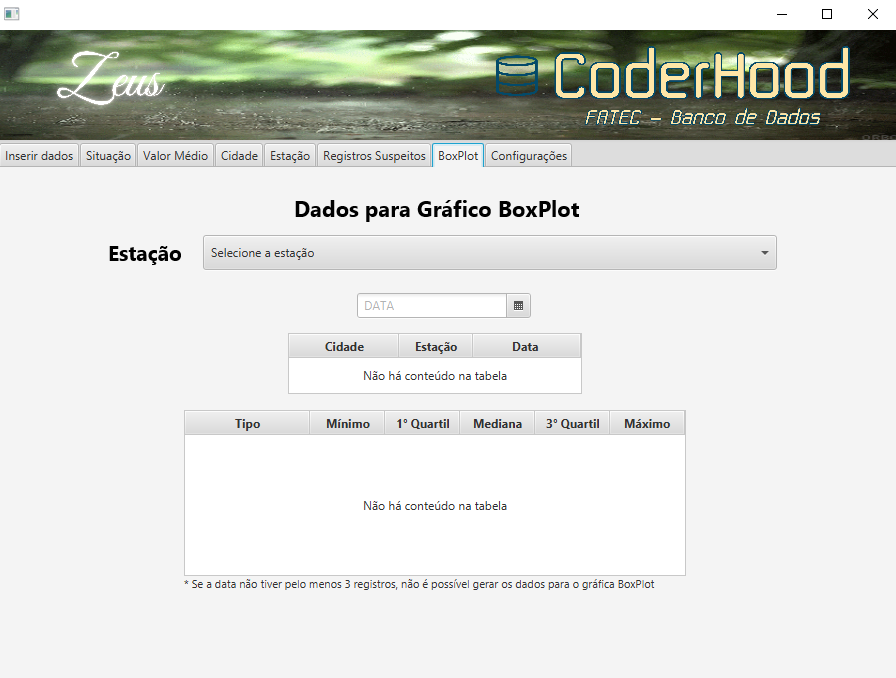 Zeus
CoderHood
FATEC - Banco de Dados
Inserir dados Situação Valor Médio Cidade Estação Registros Suspeitos BoxPlot Configurações
Dados para Gráfico BoxPlot
Estação Selecione a estação
DATA
Cidade Estação Data
Não há conteúdo na tabela
Tipo Mínimo 1° Quartil Mediana 3° Quartil Máximo
Não há conteúdo na tabela
* Se a data não tiver pelo menos 3 registros, não é possível gerar os dados para o gráfica BoxPlot